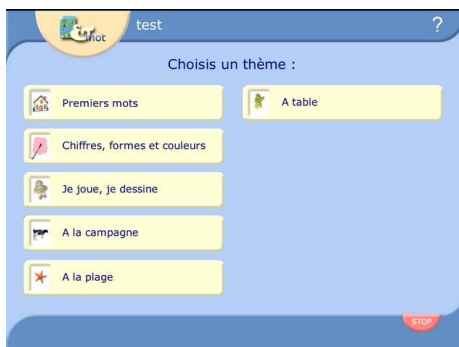 mot
test
?
Choisis un thème :
Premiers mots
Chiffres, formes et couleurs
Je joue, je dessine
A la campagne
A la plage
A table
STOP